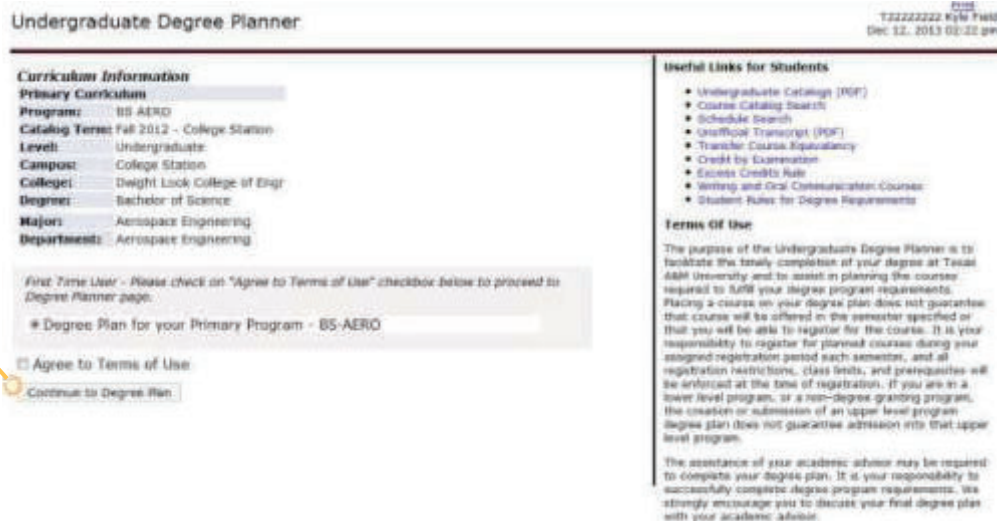 Undergraduate Degree Planner
Print
T22222222 Kyle Field
Dec 12, 2013 02:22 pm
Curriculum Information
Primary Curriculum
Program: BS AERO
Catalog Term: Fall 2012 - College Station
Level: Undergraduate
Campus: College Station
College: Dwight Look College of Engr
Degree: Bachelor of Science
Major: Aerospace Engineering
Department: Aerospace Engineering
First Time User - Please check on "Agree to Terms of Use" checkbox below to proceed to
Degree Planner page.
Degree Plan for your Primary Program - BS-AERO
Agree to Terms of Use
Continue to Degree Plan
Useful Links for Students
Undergraduate Catalogs (PDF)
Course Catalog Search
Schedule Search
Unofficial Transcript (PDF)
Transfer Course Equivalency
Credit by Examination
Excess Credits Rule
Writing and Oral Communication Courses
Student Rules for Degree Requirements
Terms Of Use
The purpose of the Undergraduate Degree Planner is to
facilitate the timely completion of your degree at Texas
A&M University and to assist in planning the courses
required to fulfill your degree program requirements.
Placing a course on your degree plan does not guarantee
that course will be offered in the semester specified or
that you will be able to register for the course. It is your
responsibility to register for planned courses during your
assigned registration period each semester, and all
registration restrictions, class limits, and prerequisites will
be enforced at the time of registration. If you are in a
lower level program, or a non-degree granting program,
the creation or submission of an upper level program
degree plan does not guarantee admission into that upper
level program.
The assistance of your academic advisor may be required
to complete your degree plan. It is your responsibility to
successfully complete degree program requirements. We
strongly encourage you to discuss your final degree plan
with your academic advisor.